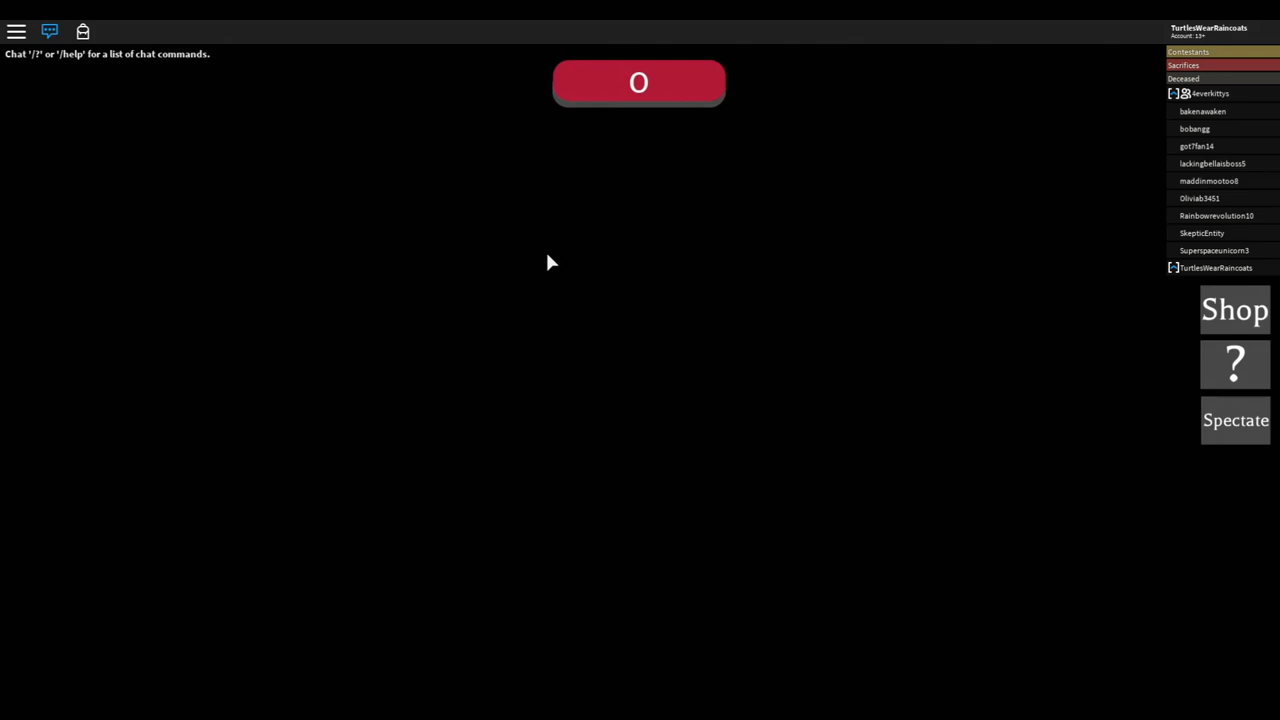 TurtlesWearRaincoats
Account: 13+
Chat '/?' or '/help' for a list of chat commands.
0
Contestants
Sacrifices
Deceased
4everkittys
bakenawaken
bobangg
got7fan14
lackingbellaisboss5
maddinmootoo8
Oliviab3451
Rainbowrevolution10
SkepticEntity
Superspaceunicorn3
TurtlesWearRaincoats
Shop
?
Spectate